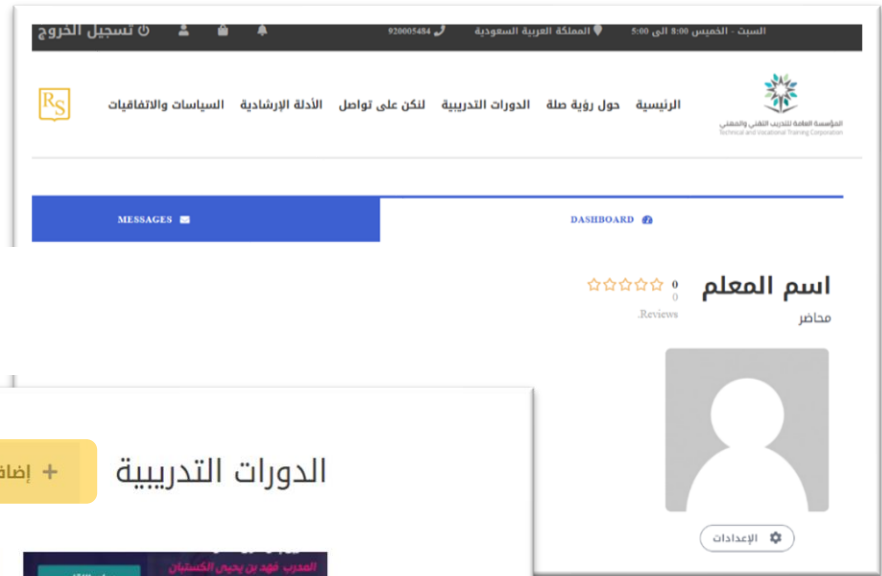 السبت - الخميس 8:00 الى 5:00 المملكة العربية السعودية 920005484 تسجيل الخروج
المؤسسة العامة للتدريب التقني والمهني
Technical and Vocational Training Corporation
الرئيسية حول رؤية صلة الدورات التدريبية لنكن على تواصل الأدلة الإرشادية السياسات والاتفاقيات
RS
DASHBOARD MESSAGES
اسم المعلم 0
0
محاضر Reviews.
الإعدادات
الدورات التدريبية +
المدرب فهد بن يحيى الكستبان